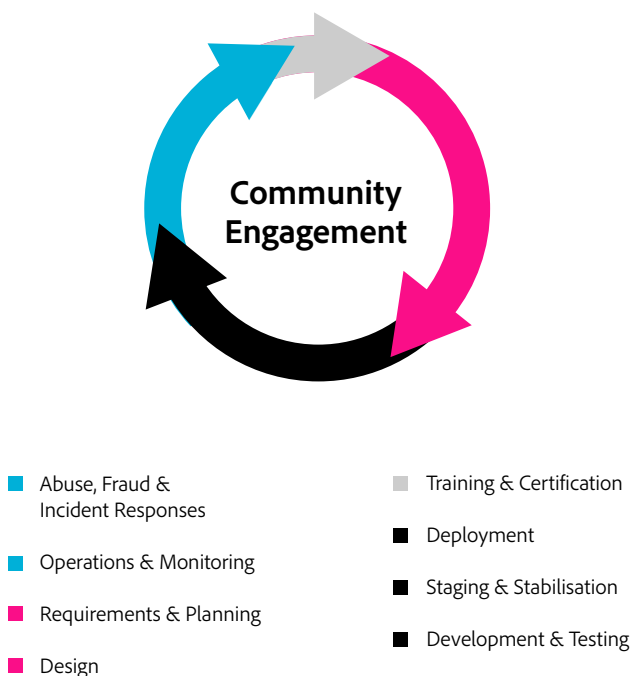 Community
Engagement
Abuse, Fraud &
Incident Responses
Operations & Monitoring
Requirements & Planning
Design
Training & Certification
Deployment
Staging & Stabilisation
Development & Testing